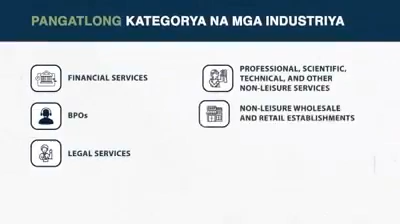 PANGATLONG KATEGORYA NA MGA INDUSTRIYA
FINANCIAL SERVICES
BPOs
LEGAL SERVICES
PROFESSIONAL, SCIENTIFIC,
TECHNICAL, AND OTHER
NON-LEISURE SERVICES
NON-LEISURE WHOLESALE
AND RETAIL ESTABLISHMENTS